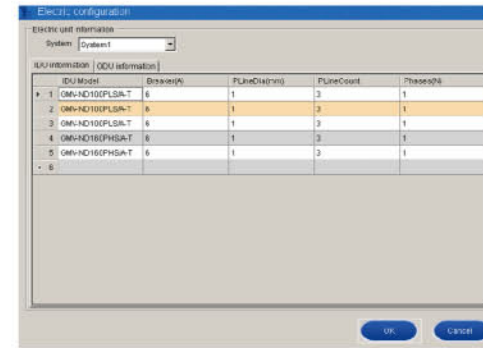 Electric configuration
Electric unit information
System System1
IDU information ODU information
IDU Model Breaker(A) PLineDia(mm) PLineCount Phases(N)
1 GMV-ND100PLS/A-T 6 1 3 1
2 GMV-ND100PLS/A-T 6 1 3 1
3 GMV-ND100PLS/A-T 6 1 3 1
4 GMV-ND160PHS/A-T 6 1 3 1
5 GMV-ND160PHS/A-T 6 1 3 1
6
OK Cancel